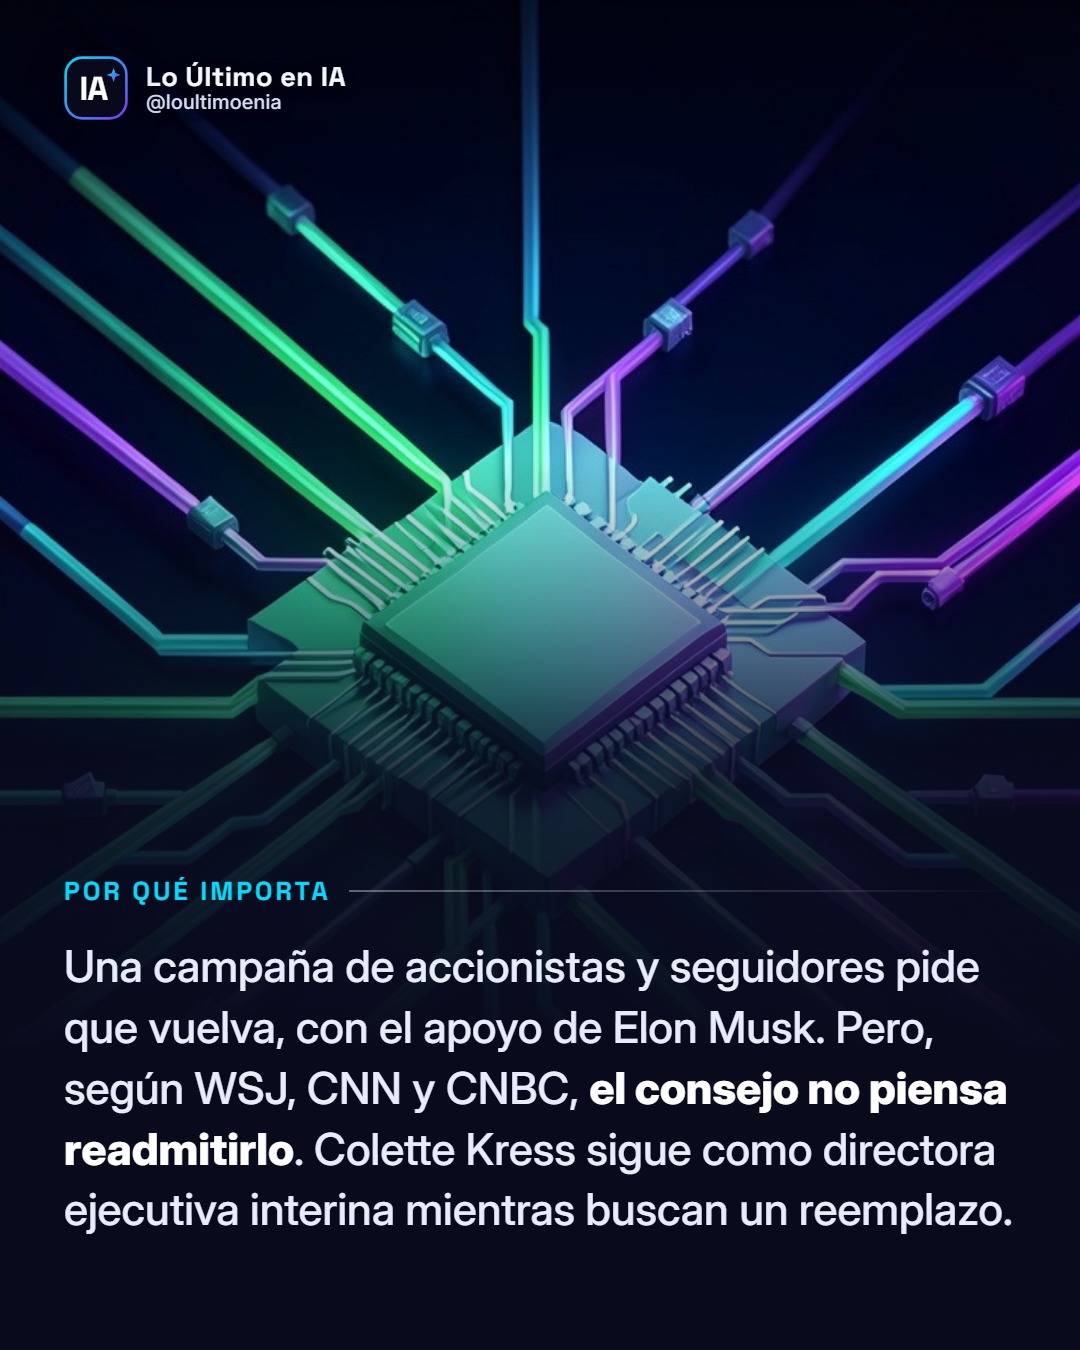 IA
Lo Último en IA
@loultimoenia
POR QUÉ IMPORTA
Una campaña de accionistas y seguidores pide
que vuelva, con el apoyo de Elon Musk. Pero,
según WSJ, CNN y CNBC, el consejo no piensa
readmitirlo. Colette Kress sigue como directora
ejecutiva interina mientras buscan un reemplazo.